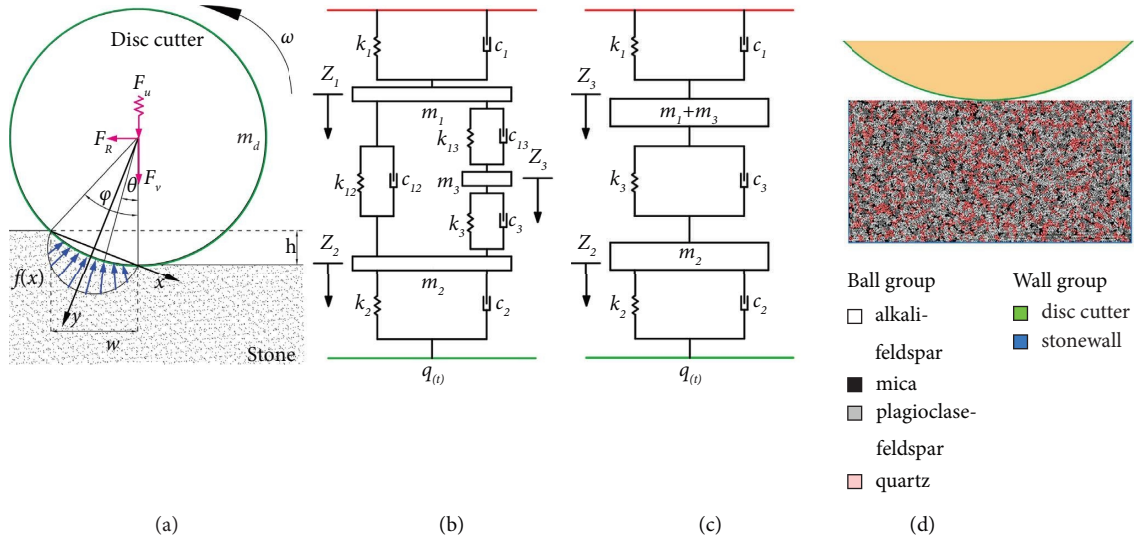 Disc cutter
ω
F_u
F_R
m_d
F_v
θ
φ
h
f(x)
x
y
w
Stone
(a)
k_1
c_1
Z_1
m_1
k_13
c_13
k_12
c_12
m_3
Z_3
k_3
c_3
Z_2
m_2
k_2
c_2
q_(t)
(b)
k_1
c_1
Z_3
m_1+m_3
k_3
c_3
Z_2
m_2
k_2
c_2
q_(t)
(c)
Ball group
alkali-
feldspar
mica
plagioclase-
feldspar
quartz
Wall group
disc cutter
stonewall
(d)